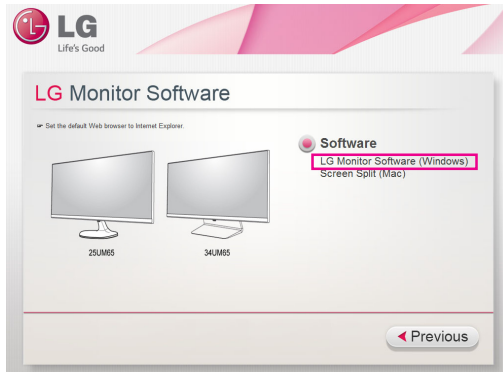 LG
Life's Good
LG Monitor Software
☞ Set the default Web browser to Internet Explorer.
Software
LG Monitor Software (Windows)
Screen Split (Mac)
25UM65
34UM65
Previous